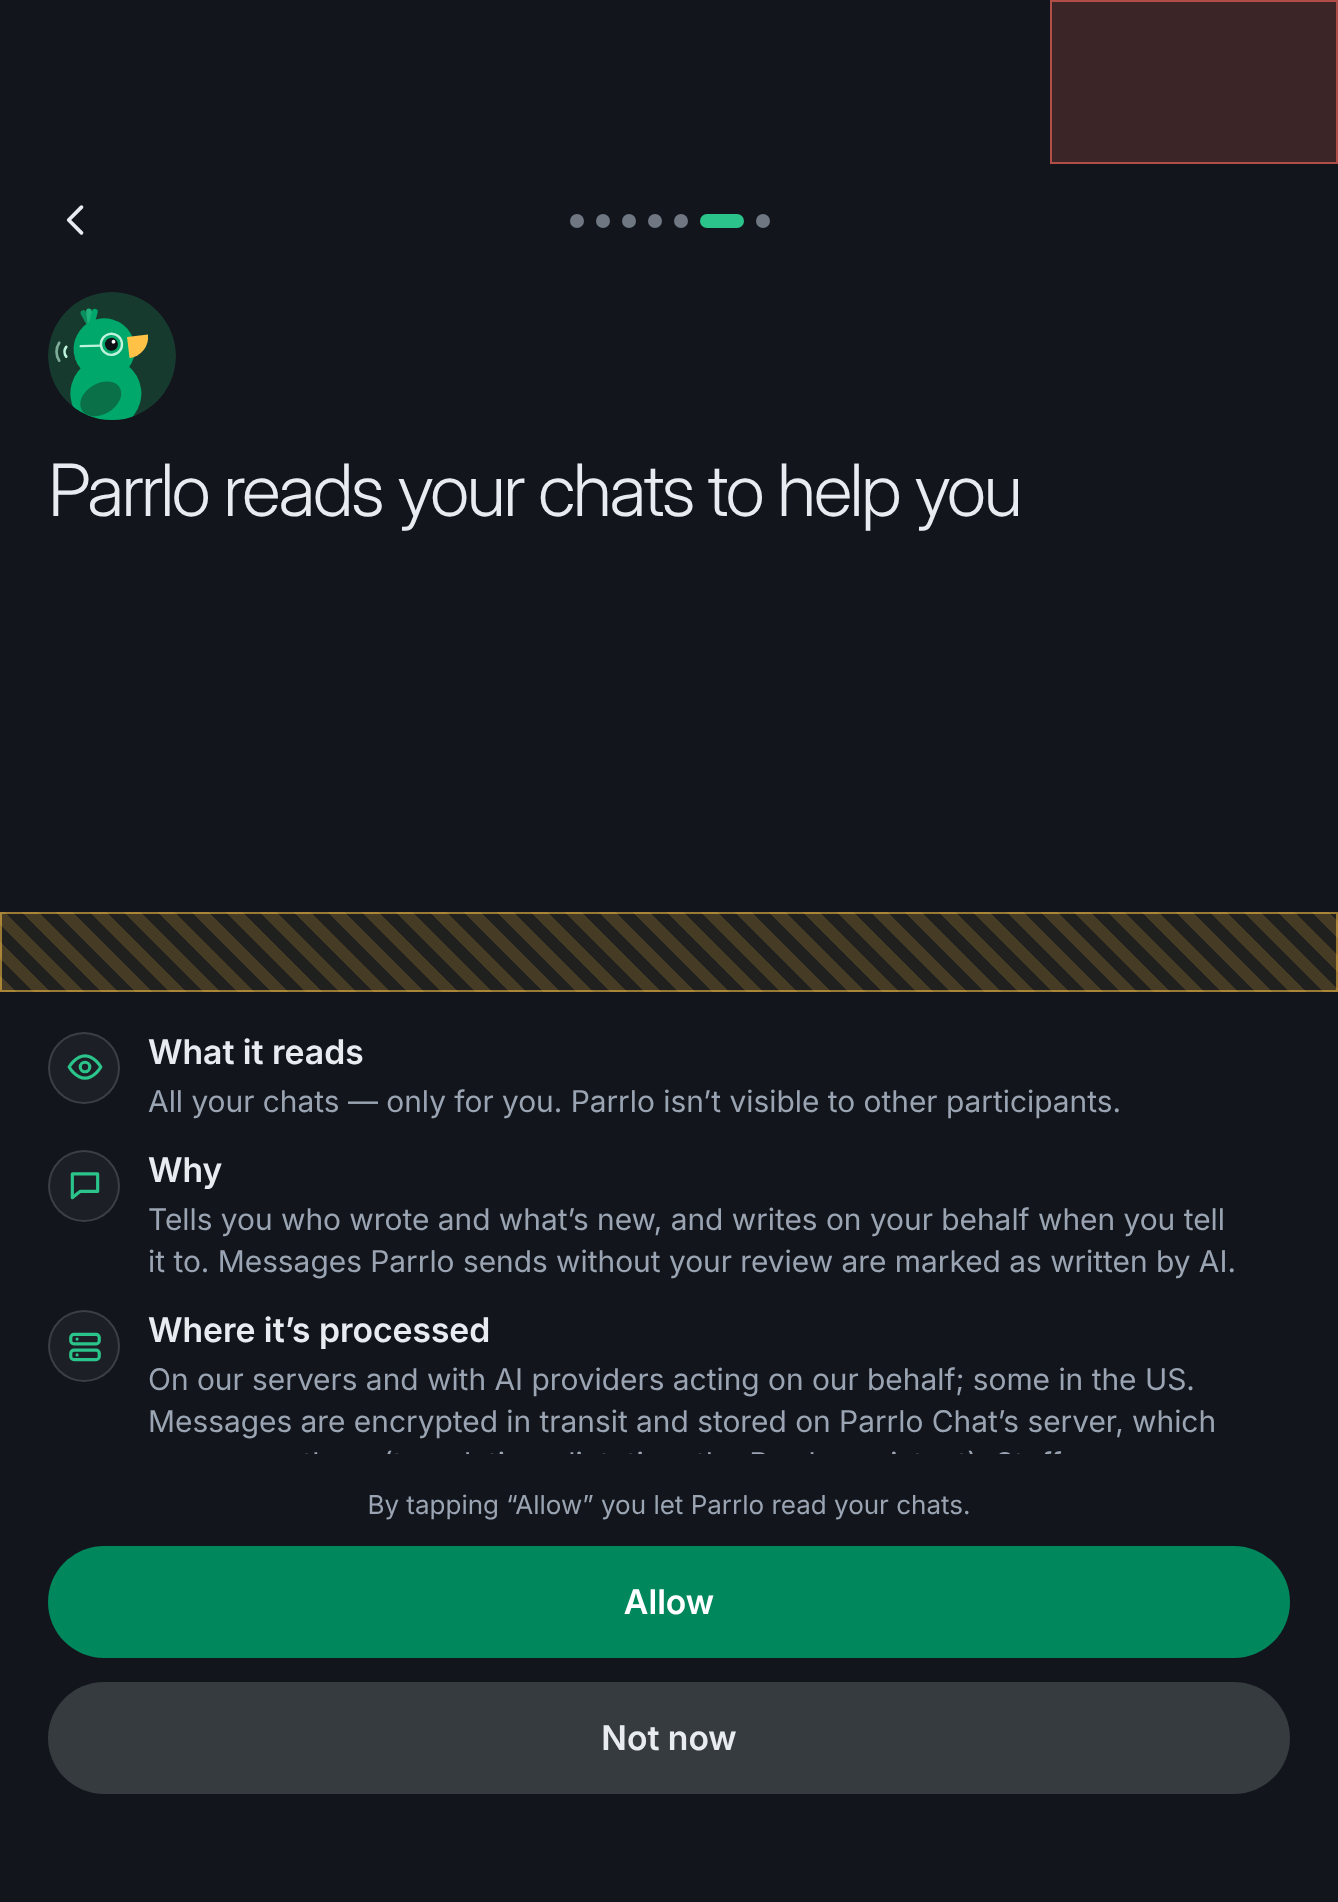 Parrlo reads your chats to help you
What it reads
All your chats — only for you. Parrlo isn’t visible to other participants.
Why
Tells you who wrote and what’s new, and writes on your behalf when you tell
it to. Messages Parrlo sends without your review are marked as written by AI.
Where it’s processed
On our servers and with AI providers acting on our behalf; some in the US.
Messages are encrypted in transit and stored on Parrlo Chat’s server, which
By tapping “Allow” you let Parrlo read your chats.
Allow
Not now